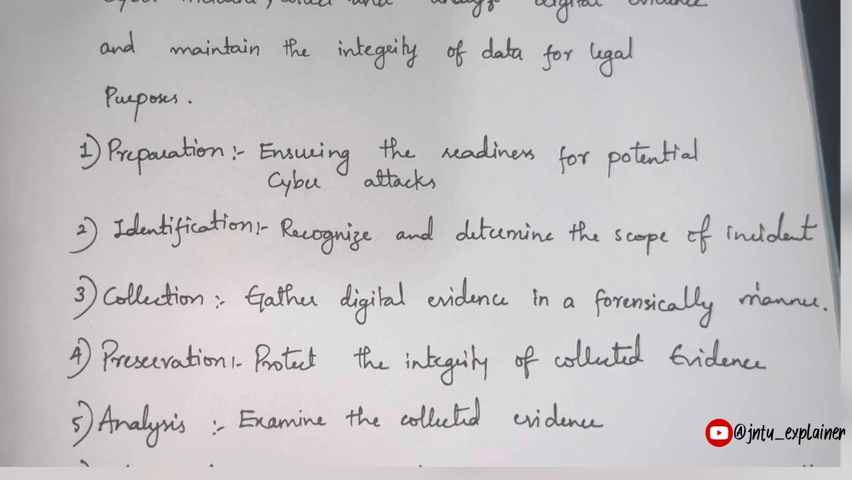 and maintain the integrity of data for legal
Purposes.
1) Preparation:- Ensuring the readiness for potential
Cyber attacks
2) Identification:- Recognize and determine the scope of incident
3) Collection:- Gather digital evidence in a forensically manner.
4) Preservation:- Protect the integrity of collected Evidence
5) Analysis:- Examine the collected evidence
@jntu_explainer